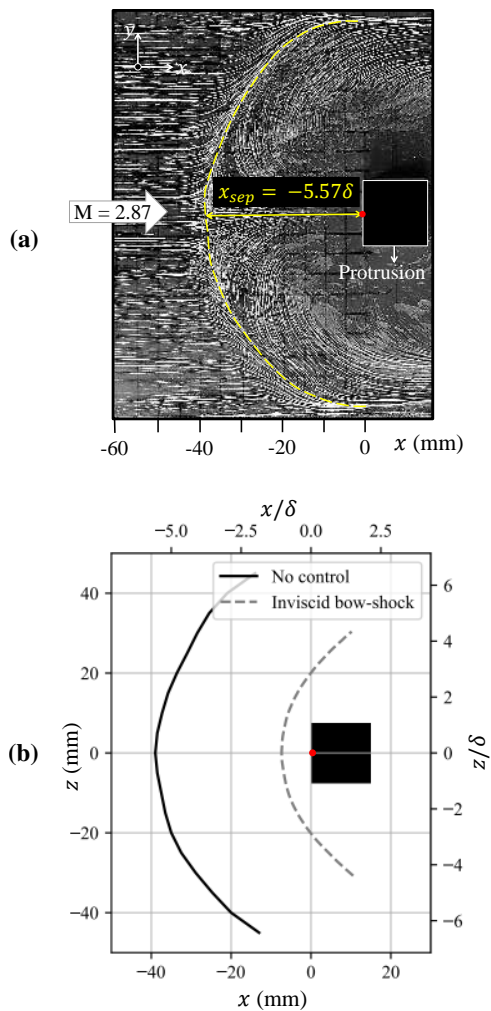 y
x
x_sep = −5.57δ
M = 2.87
(a)
Protrusion
-60 -40 -20 0 x (mm)
x/δ
−5.0 −2.5 0.0 2.5
No control
Inviscid bow-shock
40
20
0
−20
−40
z (mm)
(b)
6
4
2
0
−2
−4
−6
z/δ
−40 −20 0 20
x (mm)